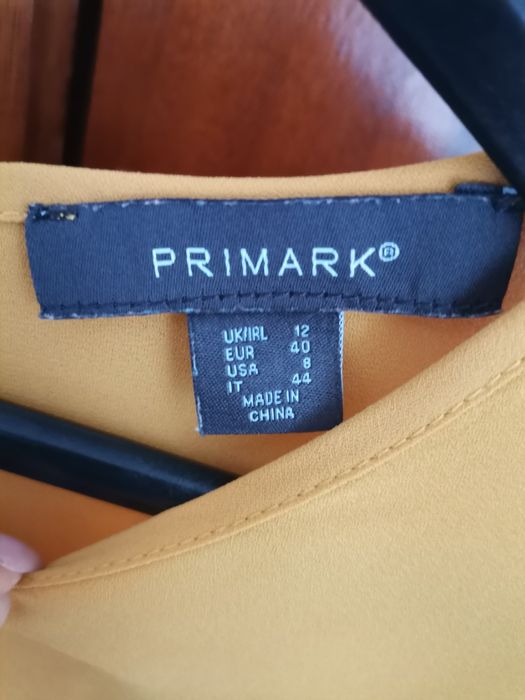 PRIMARK®
UK/IRL 12
EUR 40
USA 8
IT 44
MADE IN
CHINA